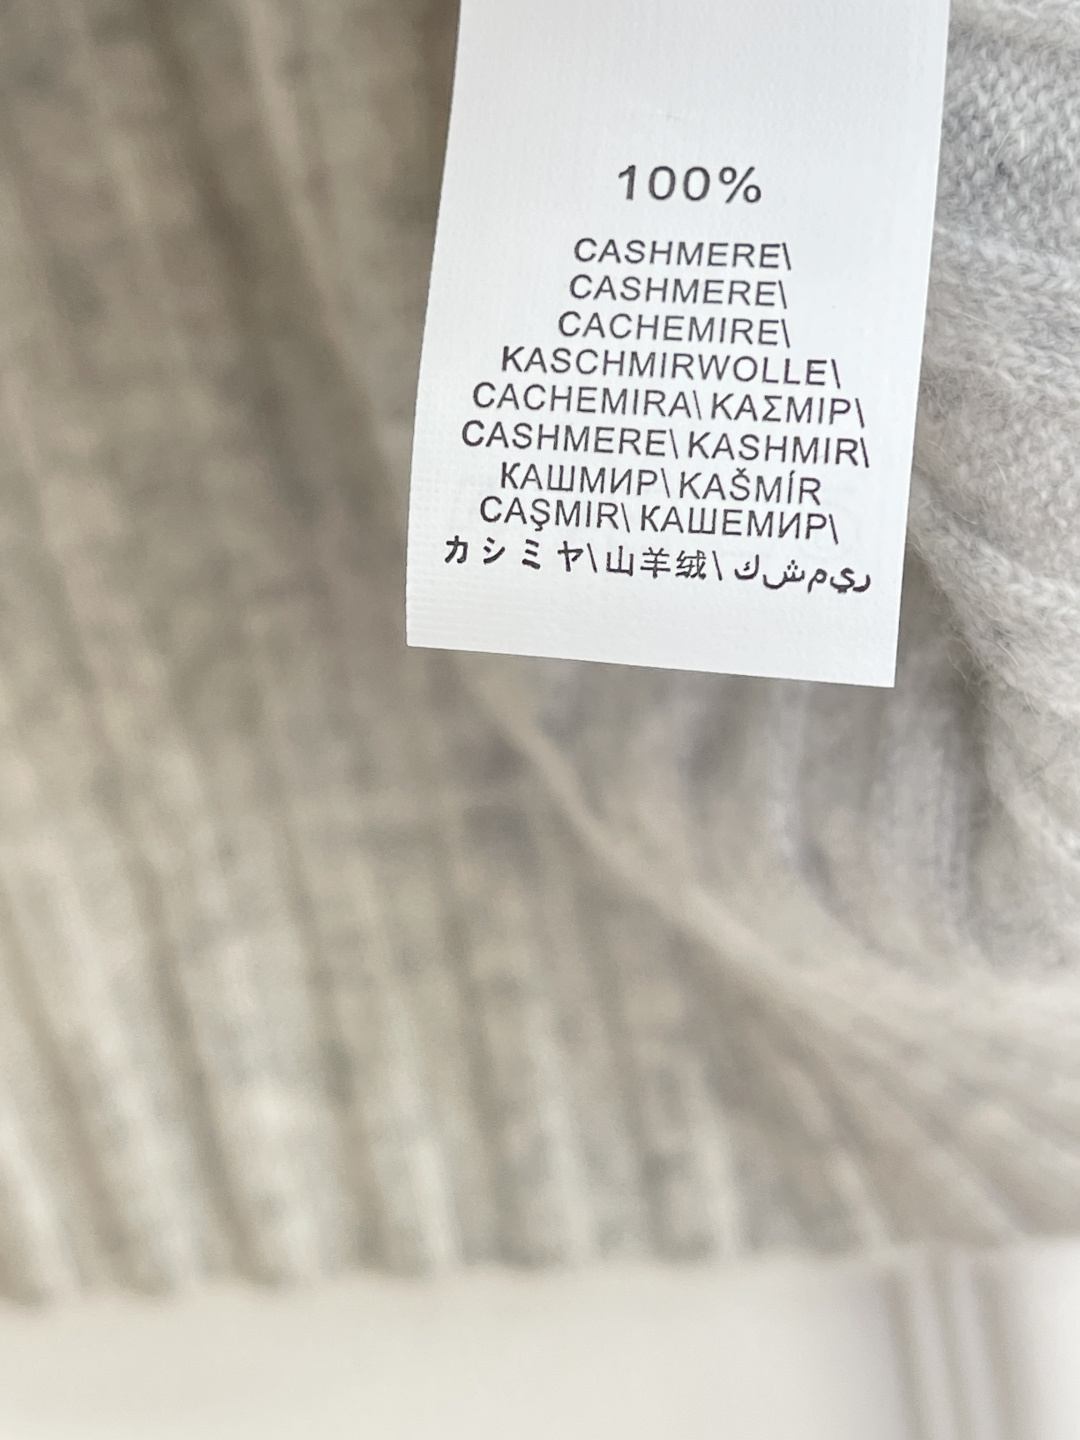 100%
CASHMERE\
CASHMERE\
CACHEMIRE\
KASCHMIRWOLLE\
CACHEMIRA\ ΚΑΣΜΙΡ\
CASHMERE\ KASHMIR\
КАШМИР\ KAŠMÍR
CAŞMIR\ КАШЕМИР\
カシミヤ\山羊绒\ ك‌ش‌م‌ي‌ر